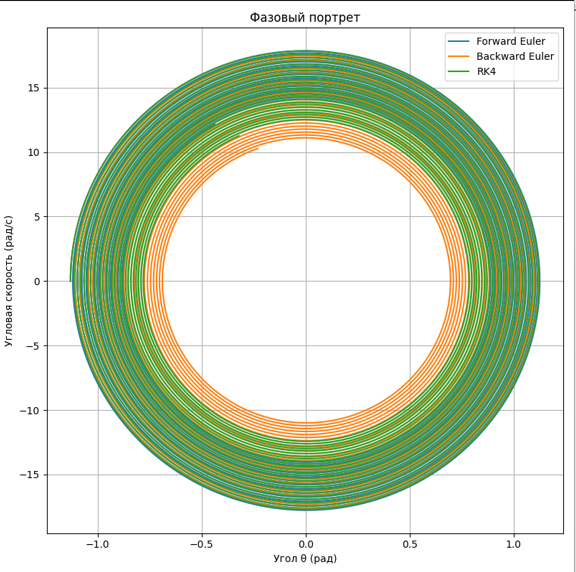 Фазовый портрет
Forward Euler
Backward Euler
RK4
Угловая скорость (рад/с)
15
10
5
0
−5
−10
−15
−1.0
−0.5
0.0
0.5
1.0
Угол θ (рад)